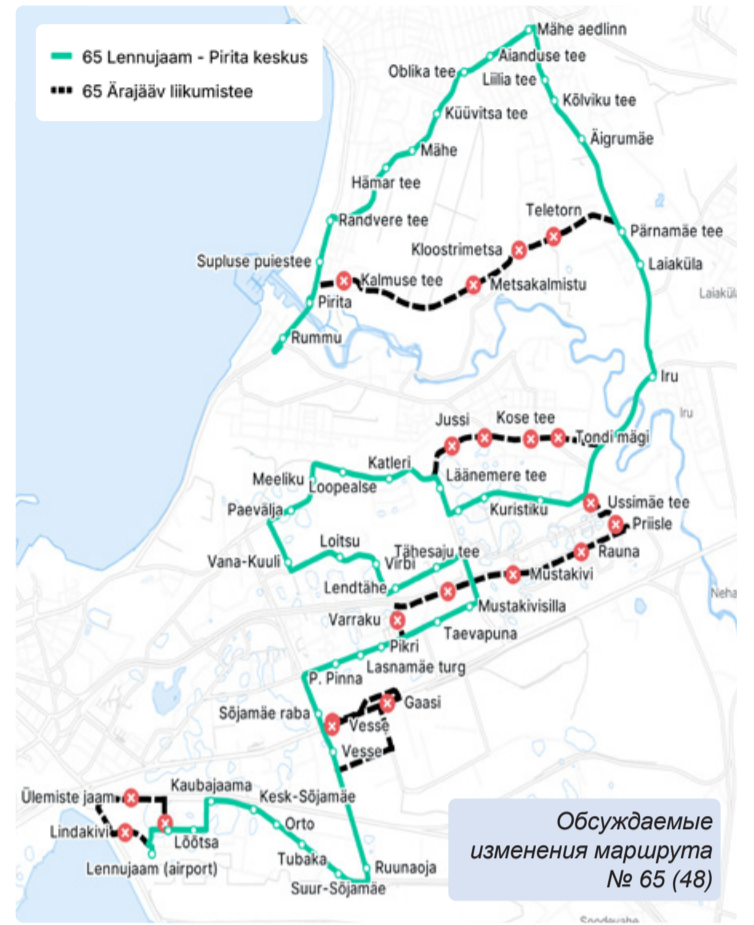 65 Lennujaam - Pirita keskus
65 Ärajääv liikumistee
Mähe aedlinn
Aianduse tee
Oblika tee
Liilia tee
Kõlviku tee
Küüvitsa tee
Äigrumäe
Mähe
Hämar tee
Teletorn
Randvere tee
Pärnamäe tee
Kloostrimetsa
Supluse puiestee
Laiaküla
Kalmuse tee
Metsakalmistu
Laiakül
Pirita
Rummu
Iru
Iru
Jussi
Kose tee
Tondi mägi
Katleri
Meeliku
Läänemere tee
Loopealse
Ussimäe tee
Paevälja
Kuristiku
Priisle
Loitsu
Tähesaju tee
Rauna
Vana-Kuuli
Virbi
Mustakivi
Lendtähe
Neha
Mustakivisilla
Varraku
Taevapuna
Pikri
Lasnamäe turg
P. Pinna
Gaasi
Sõjamäe raba
Vesse
Vesse
Kaubajaama
Ülemiste jaam
Kesk-Sõjamäe
Orto
Lindakivi
Lõõtsa
Tubaka
Lennujaam (airport)
Ruunaoja
Suur-Sõjamäe
Обсуждаемые
изменения маршрута
№ 65 (48)